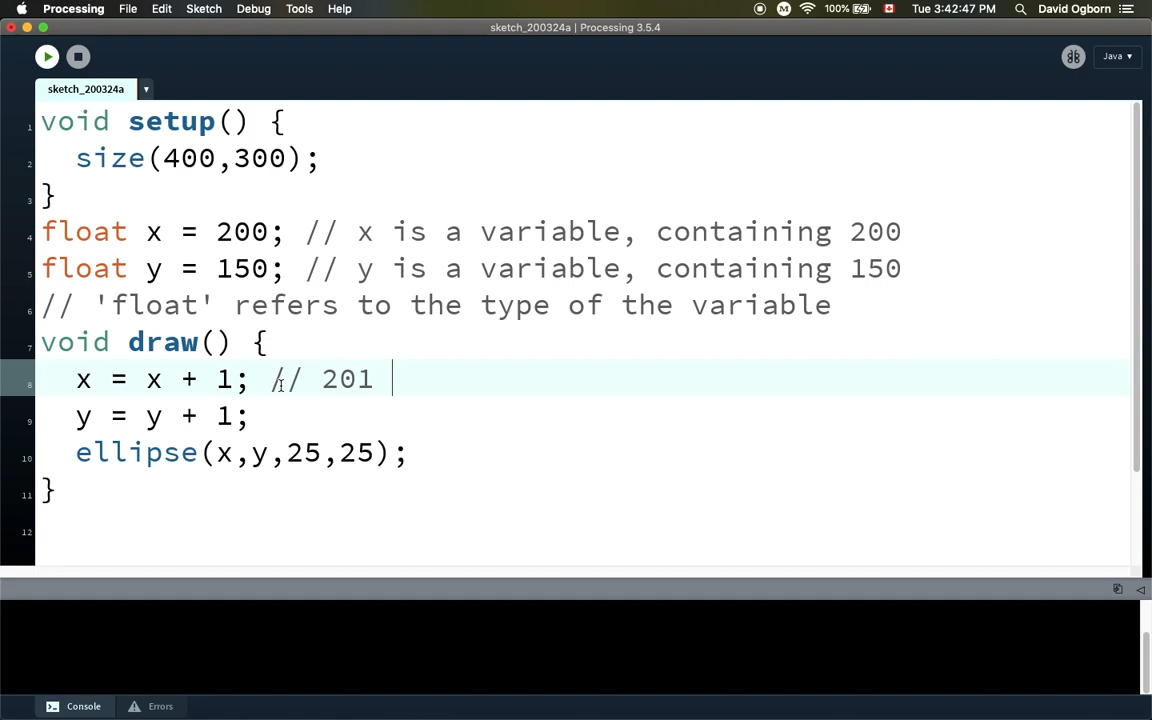 Processing File Edit Sketch Debug Tools Help 100% Tue 3:42:47 PM David Ogborn
sketch_200324a | Processing 3.5.4
Java ▾
sketch_200324a ▾
1 void setup() {
2   size(400,300);
3 }
4 float x = 200; // x is a variable, containing 200
5 float y = 150; // y is a variable, containing 150
6 // 'float' refers to the type of the variable
7 void draw() {
8   x = x + 1; // 201
9   y = y + 1;
10   ellipse(x,y,25,25);
11 }
12
Console Errors